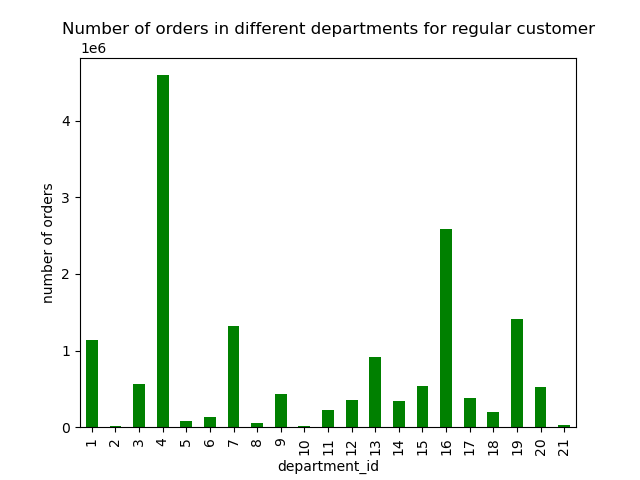 Number of orders in different departments for regular customer
1e6
4
3
2
1
0
number of orders
1 2 3 4 5 6 7 8 9 10 11 12 13 14 15 16 17 18 19 20 21
department_id